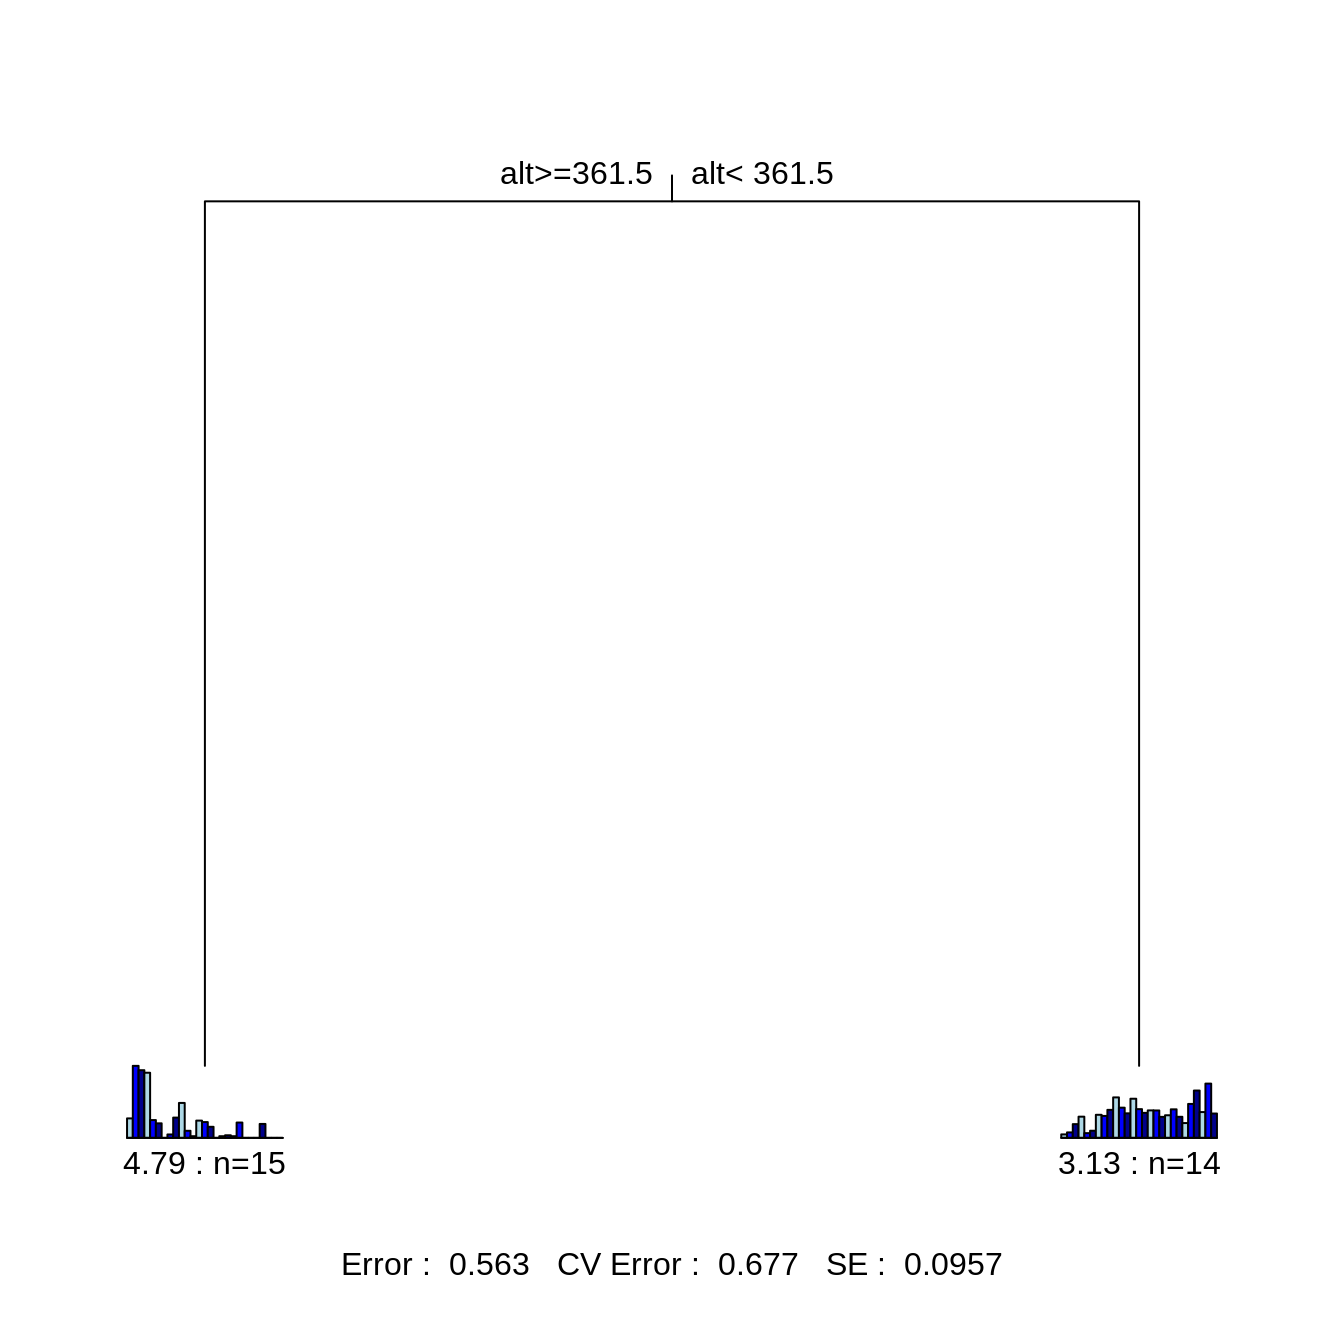 alt>=361.5 alt< 361.5
4.79 : n=15 3.13 : n=14
Error : 0.563 CV Error : 0.677 SE : 0.0957